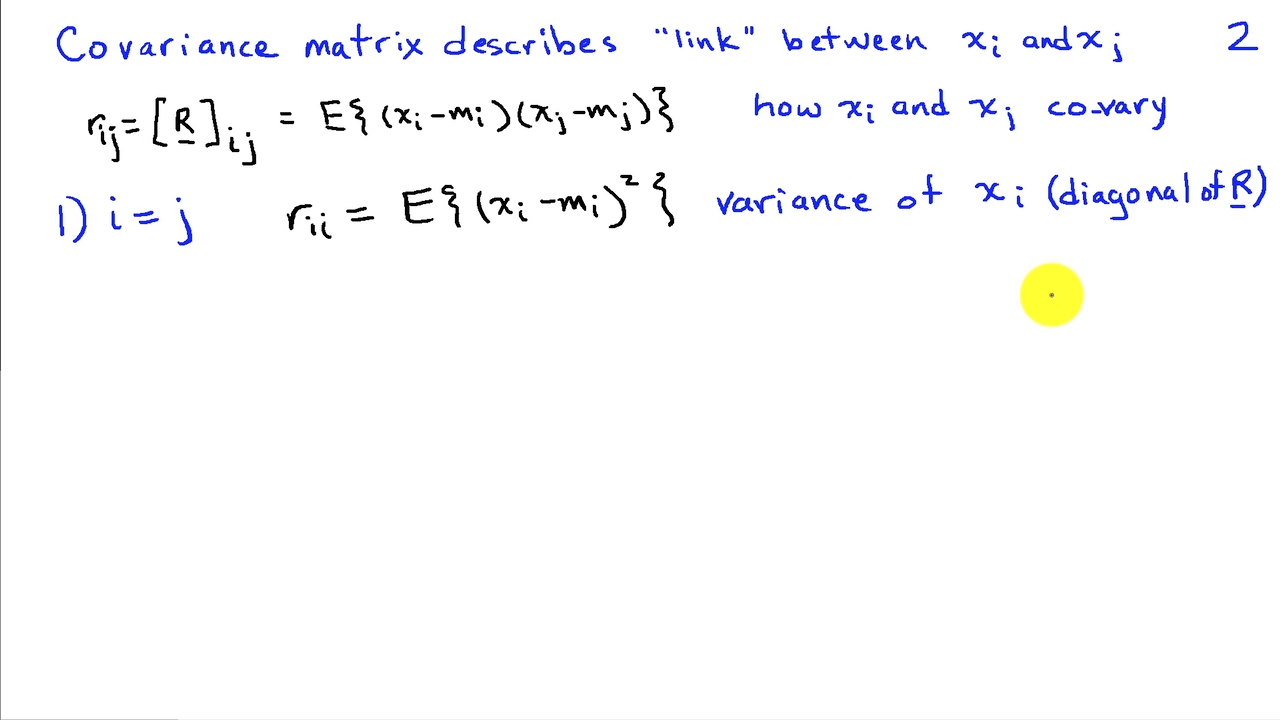 Covariance matrix describes "link" between xᵢ and xⱼ 2
rᵢⱼ = [R̲]ᵢⱼ = E{(xᵢ-mᵢ)(xⱼ-mⱼ)} how xᵢ and xⱼ co-vary
1) i = j rᵢᵢ = E{(xᵢ-mᵢ)²} variance of xᵢ (diagonal of R̲)